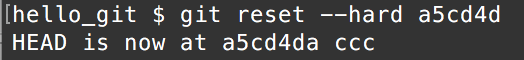 [hello_git $ git reset --hard a5cd4d
HEAD is now at a5cd4da ccc